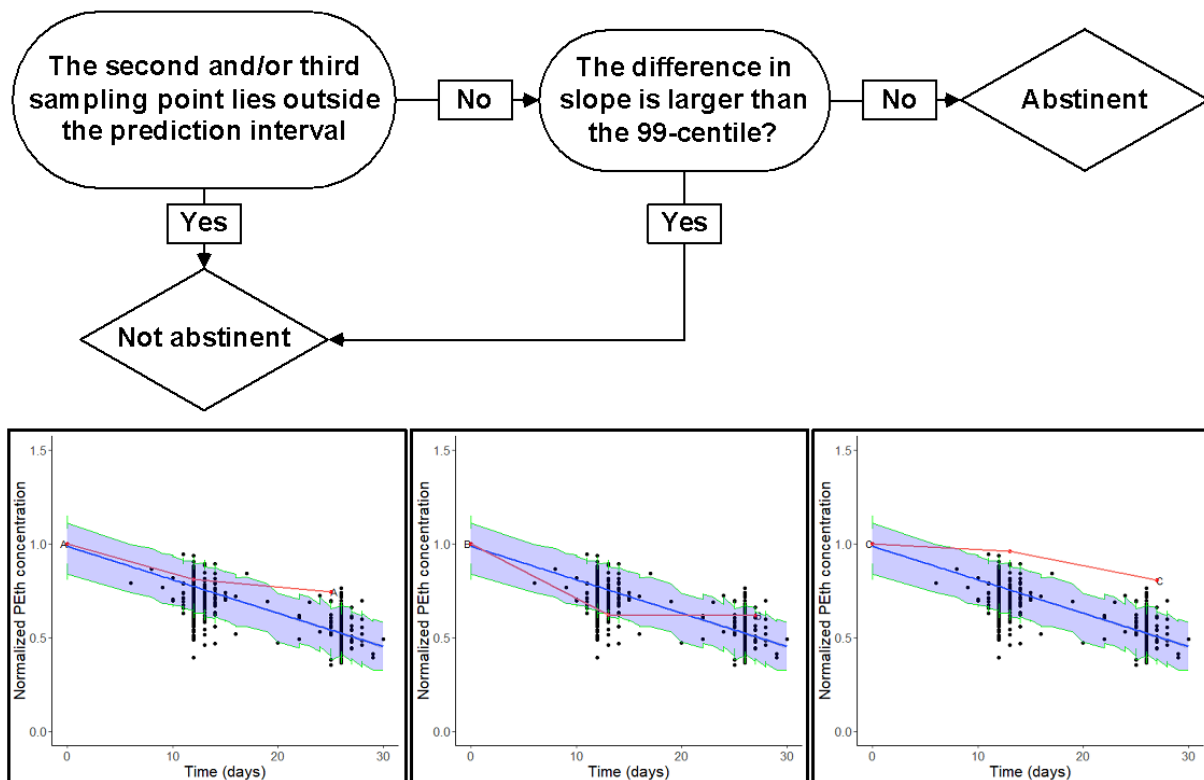 The second and/or third
sampling point lies outside
the prediction interval
No
The difference in
slope is larger than
the 99-centile?
No
Abstinent
Yes
Yes
Not abstinent
Normalized PEth concentration
1.5
1.0
0.5
0.0
A
A
0
10
20
30
Time (days)
Normalized PEth concentration
1.5
1.0
0.5
0.0
B
B
0
10
20
30
Time (days)
Normalized PEth concentration
1.5
1.0
0.5
0.0
C
C
0
10
20
30
Time (days)